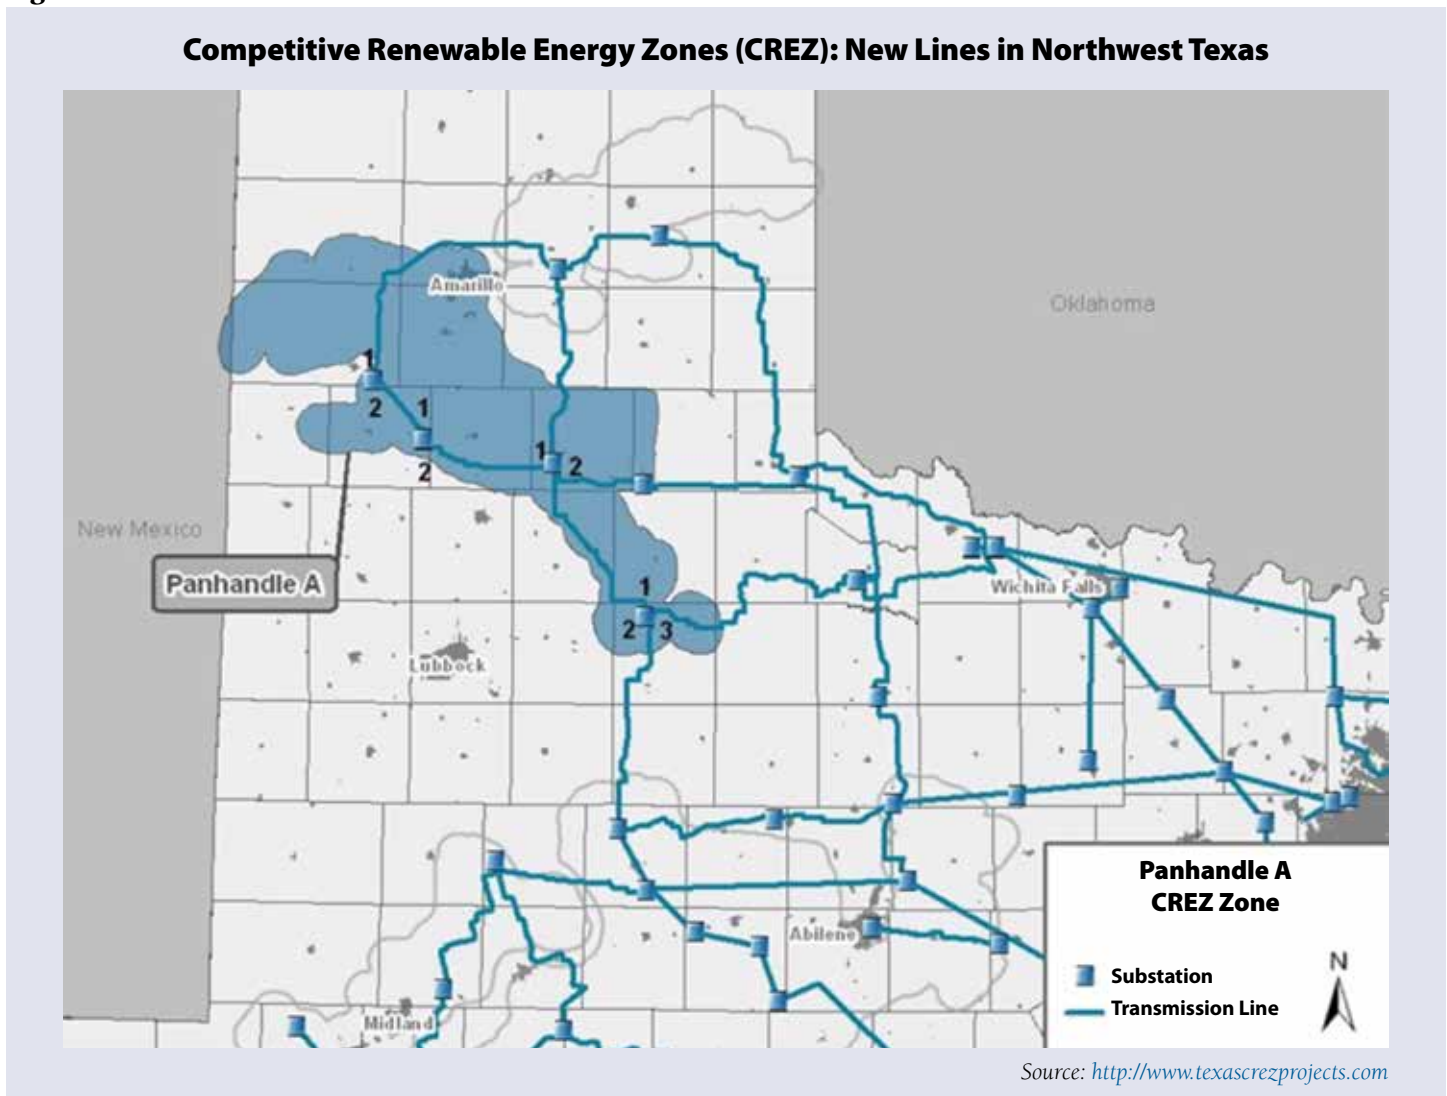 Competitive Renewable Energy Zones (CREZ): New Lines in Northwest Texas
Amarillo
Oklahoma
1
2
1
2
1
2
New Mexico
Panhandle A
1
2
3
Wichita Falls
Lubbock
Abilene
Midland
Panhandle A
CREZ Zone
N
Substation
Transmission Line
Source: http://www.texascrezprojects.com